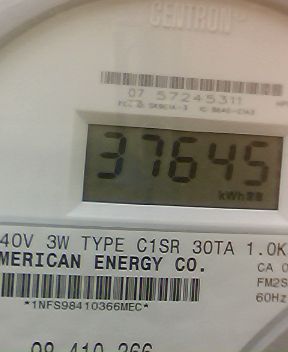 CENTRON
07 57245311
37645
kWh
40V 3W TYPE C1SR 30TA 1.0K
MERICAN ENERGY CO.
CA 0
FM2S
*1NFS98410366MEC*
60Hz
98 410 366